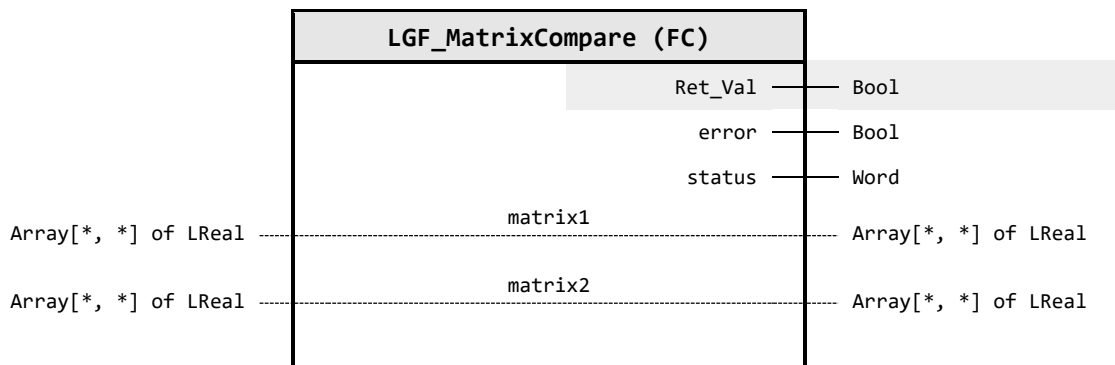 LGF_MatrixCompare (FC)
Ret_Val Bool
error Bool
status Word
matrix1
Array[*, *] of LReal Array[*, *] of LReal
matrix2
Array[*, *] of LReal Array[*, *] of LReal